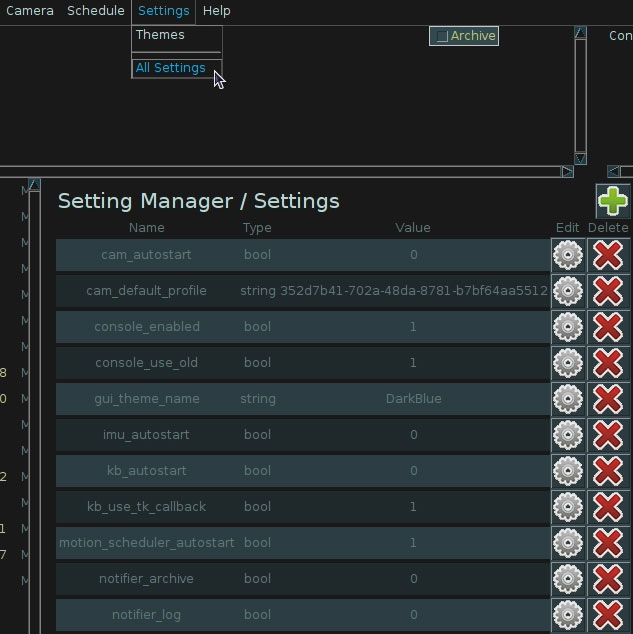 Camera Schedule Settings Help
Themes
Archive
Con
All Settings
Setting Manager / Settings
Name Type Value Edit Delete
cam_autostart bool 0
cam_default_profile string 352d7b41-702a-48da-8781-b7bf64aa5512
console_enabled bool 1
console_use_old bool 1
gui_theme_name string DarkBlue
imu_autostart bool 0
kb_autostart bool 0
kb_use_tk_callback bool 1
motion_scheduler_autostart bool 1
notifier_archive bool 0
notifier_log bool 0
8
0
2
1
7